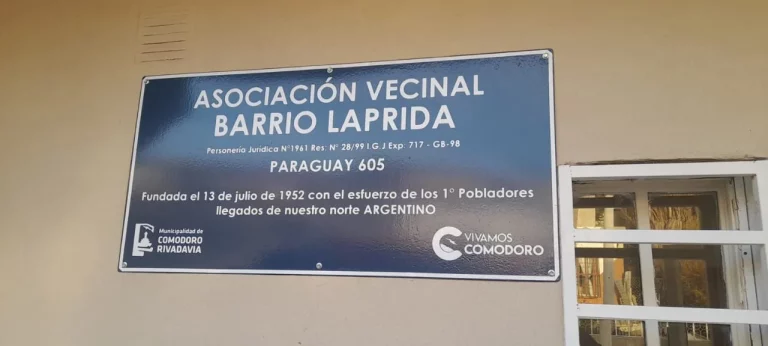 ASOCIACIÓN VECINAL
BARRIO LAPRIDA
Personería Jurídica N°1961 Res. N° 28/99 I.G.J Exp. 717 - GB-98
PARAGUAY 605
Fundada el 13 de julio de 1952 con el esfuerzo de los 1° Pobladores
llegados de nuestro norte ARGENTINO
Municipalidad de
COMODORO
RIVADAVIA
VIVAMOS
COMODORO